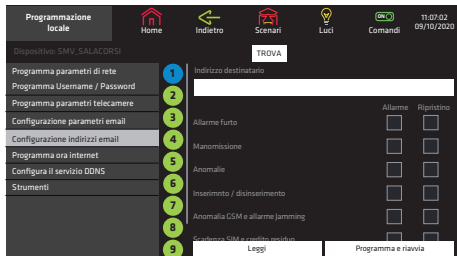 Programmazione
locale
Home
Indietro
Scenari
Luci
ON
Comandi
11:07:02
09/10/2020
Dispositivo: SMV_SALACORSI
TROVA
Programma parametri di rete
Programma Username / Password
Programma parametri telecamere
Configurazione parametri email
Configurazione indirizzi email
Programma ora internet
Configura il servizio DDNS
Strumenti
1
2
3
4
5
6
7
8
9
Indirizzo destinatario
Allarme Ripristino
Allarme furto
Manomissione
Anomalie
Inserimnto / disinserimento
Anomalia GSM e allarme Jamming
Scadenza SIM e credito residuo
Leggi
Programma e riavvia